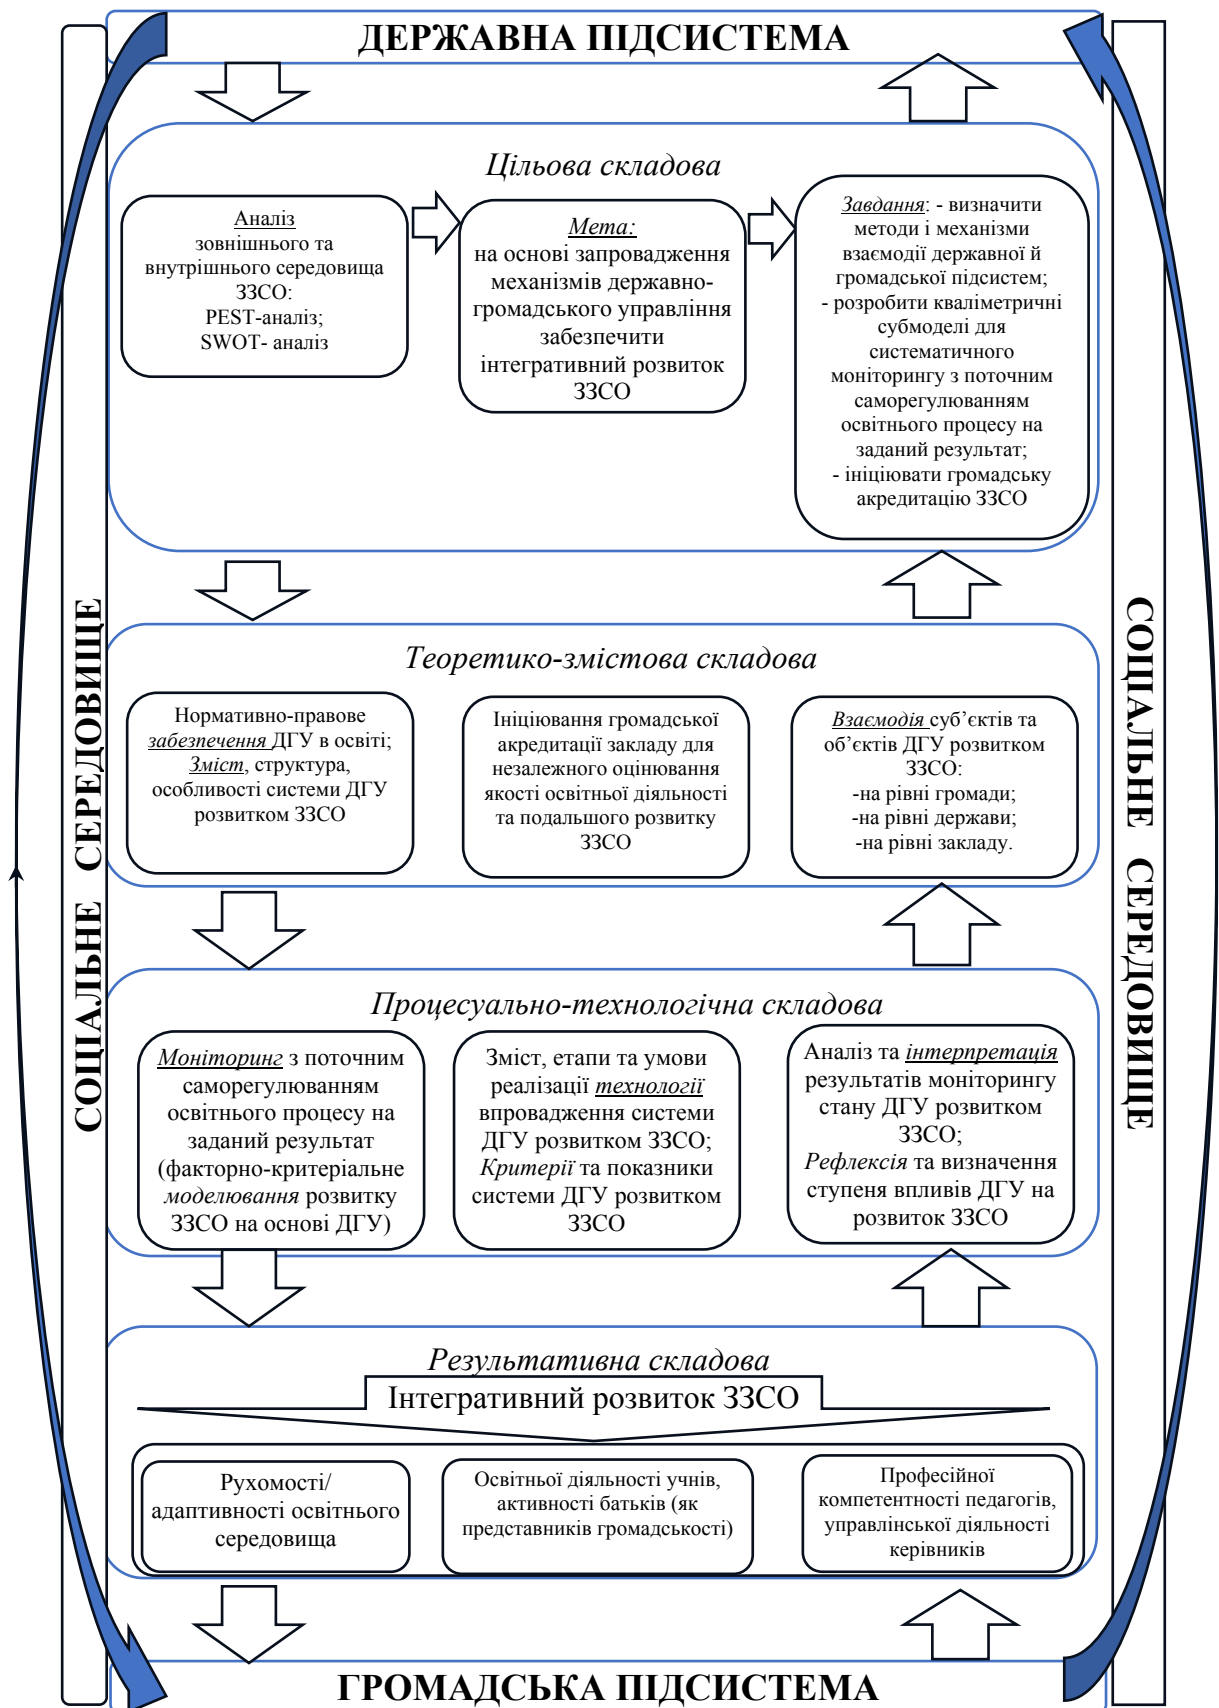 ДЕРЖАВНА ПІДСИСТЕМА
СОЦІАЛЬНЕ СЕРЕДОВИЩЕ
Цільова складова
Аналіз
зовнішнього та
внутрішнього середовища
ЗЗСО:
PEST-аналіз;
SWOT- аналіз
Мета:
на основі запровадження
механізмів державно-
громадського управління
забезпечити
інтегративний розвиток
ЗЗСО
Завдання: - визначити
методи і механізми
взаємодії державної й
громадської підсистем;
- розробити кваліметричні
субмоделі для
систематичного
моніторингу з поточним
саморегулюванням
освітнього процесу на
заданий результат;
- ініціювати громадську
акредитацію ЗЗСО
Теоретико-змістова складова
Нормативно-правове
забезпечення ДГУ в освіті;
Зміст, структура,
особливості системи ДГУ
розвитком ЗЗСО
Ініціювання громадської
акредитації закладу для
незалежного оцінювання
якості освітньої діяльності
та подальшого розвитку
ЗЗСО
Взаємодія суб’єктів та
об’єктів ДГУ розвитком
ЗЗСО:
-на рівні громади;
-на рівні держави;
-на рівні закладу.
Процесуально-технологічна складова
Моніторинг з поточним
саморегулюванням
освітнього процесу на
заданий результат
(факторно-критеріальне
моделювання розвитку
ЗЗСО на основі ДГУ)
Зміст, етапи та умови
реалізації технології
впровадження системи
ДГУ розвитком ЗЗСО;
Критерії та показники
системи ДГУ розвитком
ЗЗСО
Аналіз та інтерпретація
результатів моніторингу
стану ДГУ розвитком
ЗЗСО;
Рефлексія та визначення
ступеня впливів ДГУ на
розвиток ЗЗСО
Результативна складова
Інтегративний розвиток ЗЗСО
Рухомості/
адаптивності освітнього
середовища
Освітньої діяльності учнів,
активності батьків (як
представників громадськості)
Професійної
компетентності педагогів,
управлінської діяльності
керівників
СОЦІАЛЬНЕ СЕРЕДОВИЩЕ
ГРОМАДСЬКА ПІДСИСТЕМА